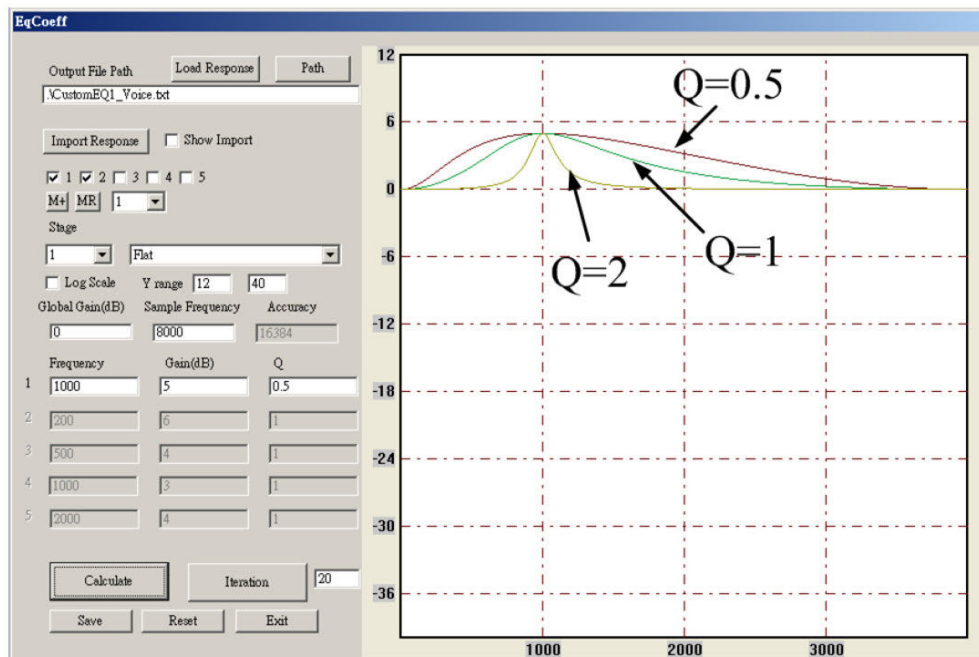 EqCoeff
Output File Path
Load Response
Path
.\CustomEQ1_Voice.txt
Import Response
Show Import
1 2 3 4 5
M+ MR 1
Stage
1 Flat
Log Scale Y range 12 40
Global Gain(dB) Sample Frequency Accuracy
0 8000 16384
Frequency Gain(dB) Q
1 1000 5 0.5
2 200 6 1
3 500 4 1
4 1000 3 1
5 2000 4 1
Calculate Iteration 20
Save Reset Exit
12
6
0
-6
-12
-18
-24
-30
-36
1000 2000 3000
Q=0.5
Q=1
Q=2